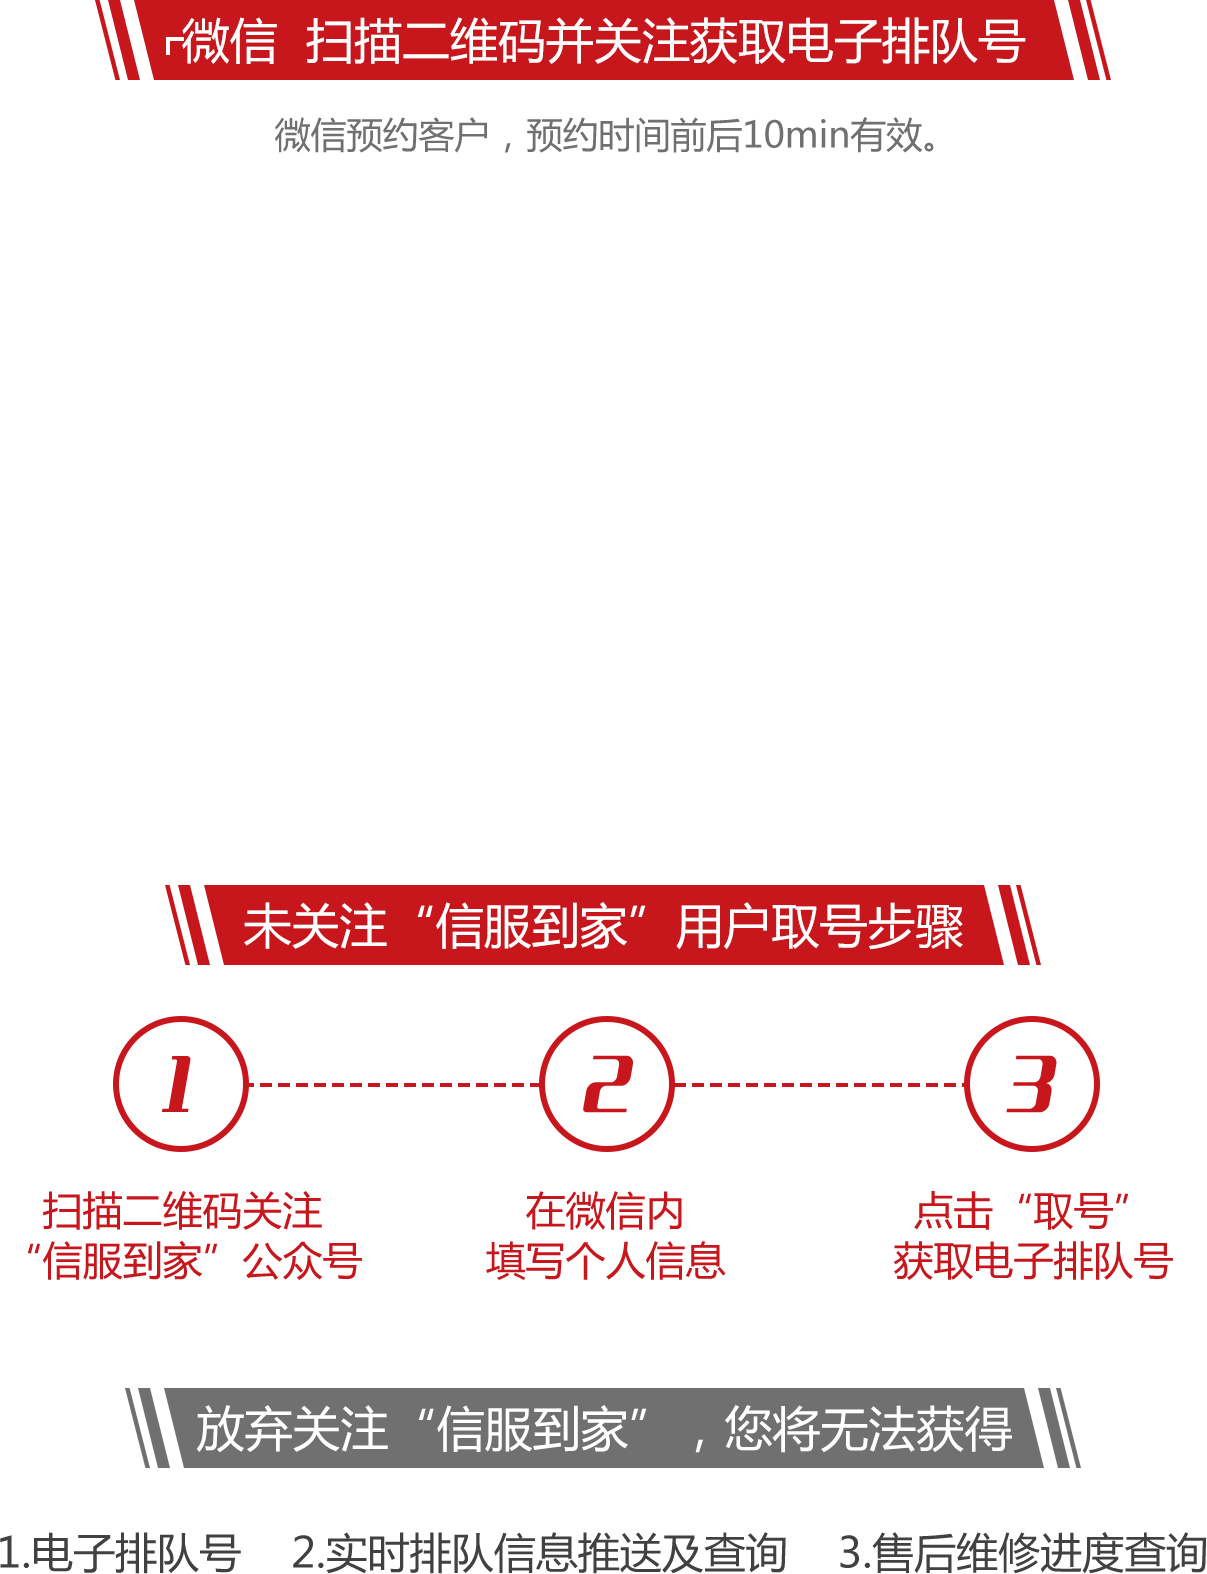 「微信 扫描二维码并关注获取电子排队号
微信预约客户，预约时间前后10min有效。
未关注“信服到家”用户取号步骤
1
2
3
扫描二维码关注
“信服到家”公众号
在微信内
填写个人信息
点击“取号”
获取电子排队号
放弃关注“信服到家”，您将无法获得
1.电子排队号 2.实时排队信息推送及查询 3.售后维修进度查询